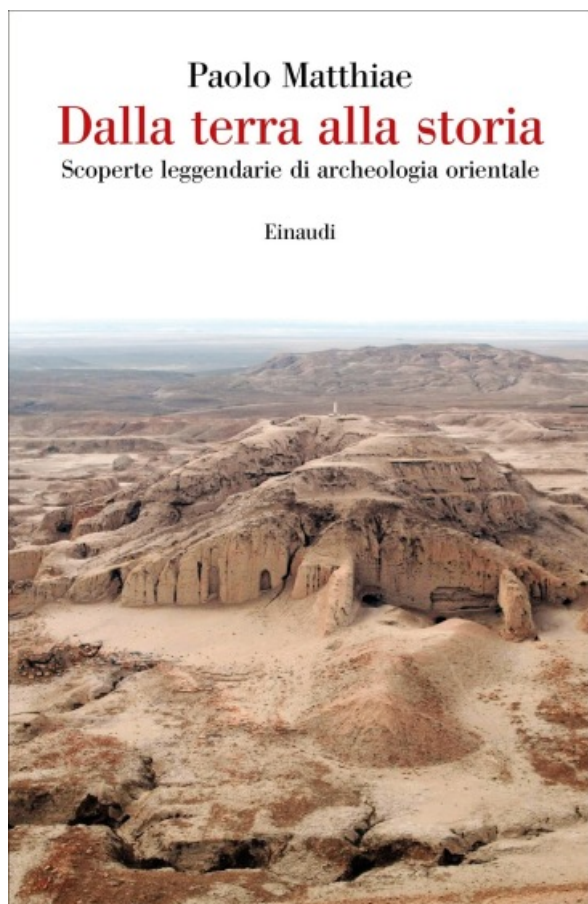 Paolo Matthiae
Dalla terra alla storia
Scoperte leggendarie di archeologia orientale
Einaudi